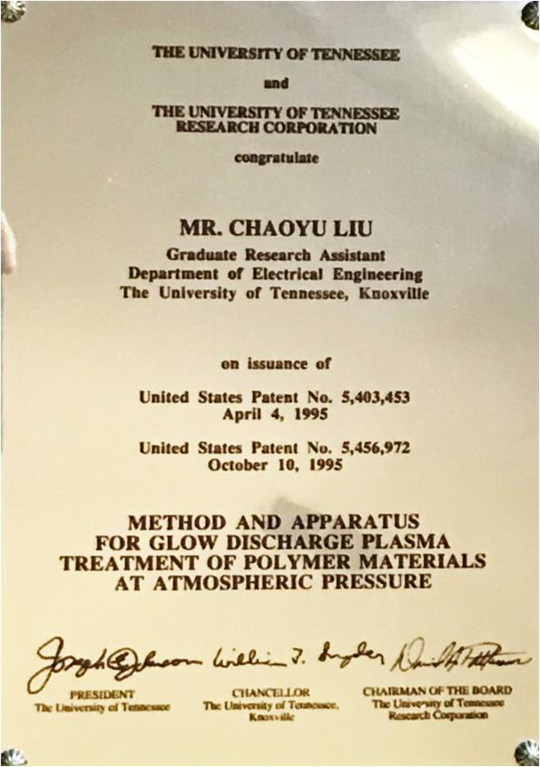 THE UNIVERSITY OF TENNESSEE
and
THE UNIVERSITY OF TENNESSEE
RESEARCH CORPORATION
congratulate
MR. CHAOYU LIU
Graduate Research Assistant
Department of Electrical Engineering
The University of Tennessee, Knoxville
on issuance of
United States Patent No. 5,403,453
April 4, 1995
United States Patent No. 5,456,972
October 10, 1995
METHOD AND APPARATUS
FOR GLOW DISCHARGE PLASMA
TREATMENT OF POLYMER MATERIALS
AT ATMOSPHERIC PRESSURE
Joseph E. Johnson William T. Snyder
PRESIDENT CHANCELLOR CHAIRMAN OF THE BOARD
The University of Tennessee The University of Tennessee, The University of Tennessee
Knoxville Research Corporation